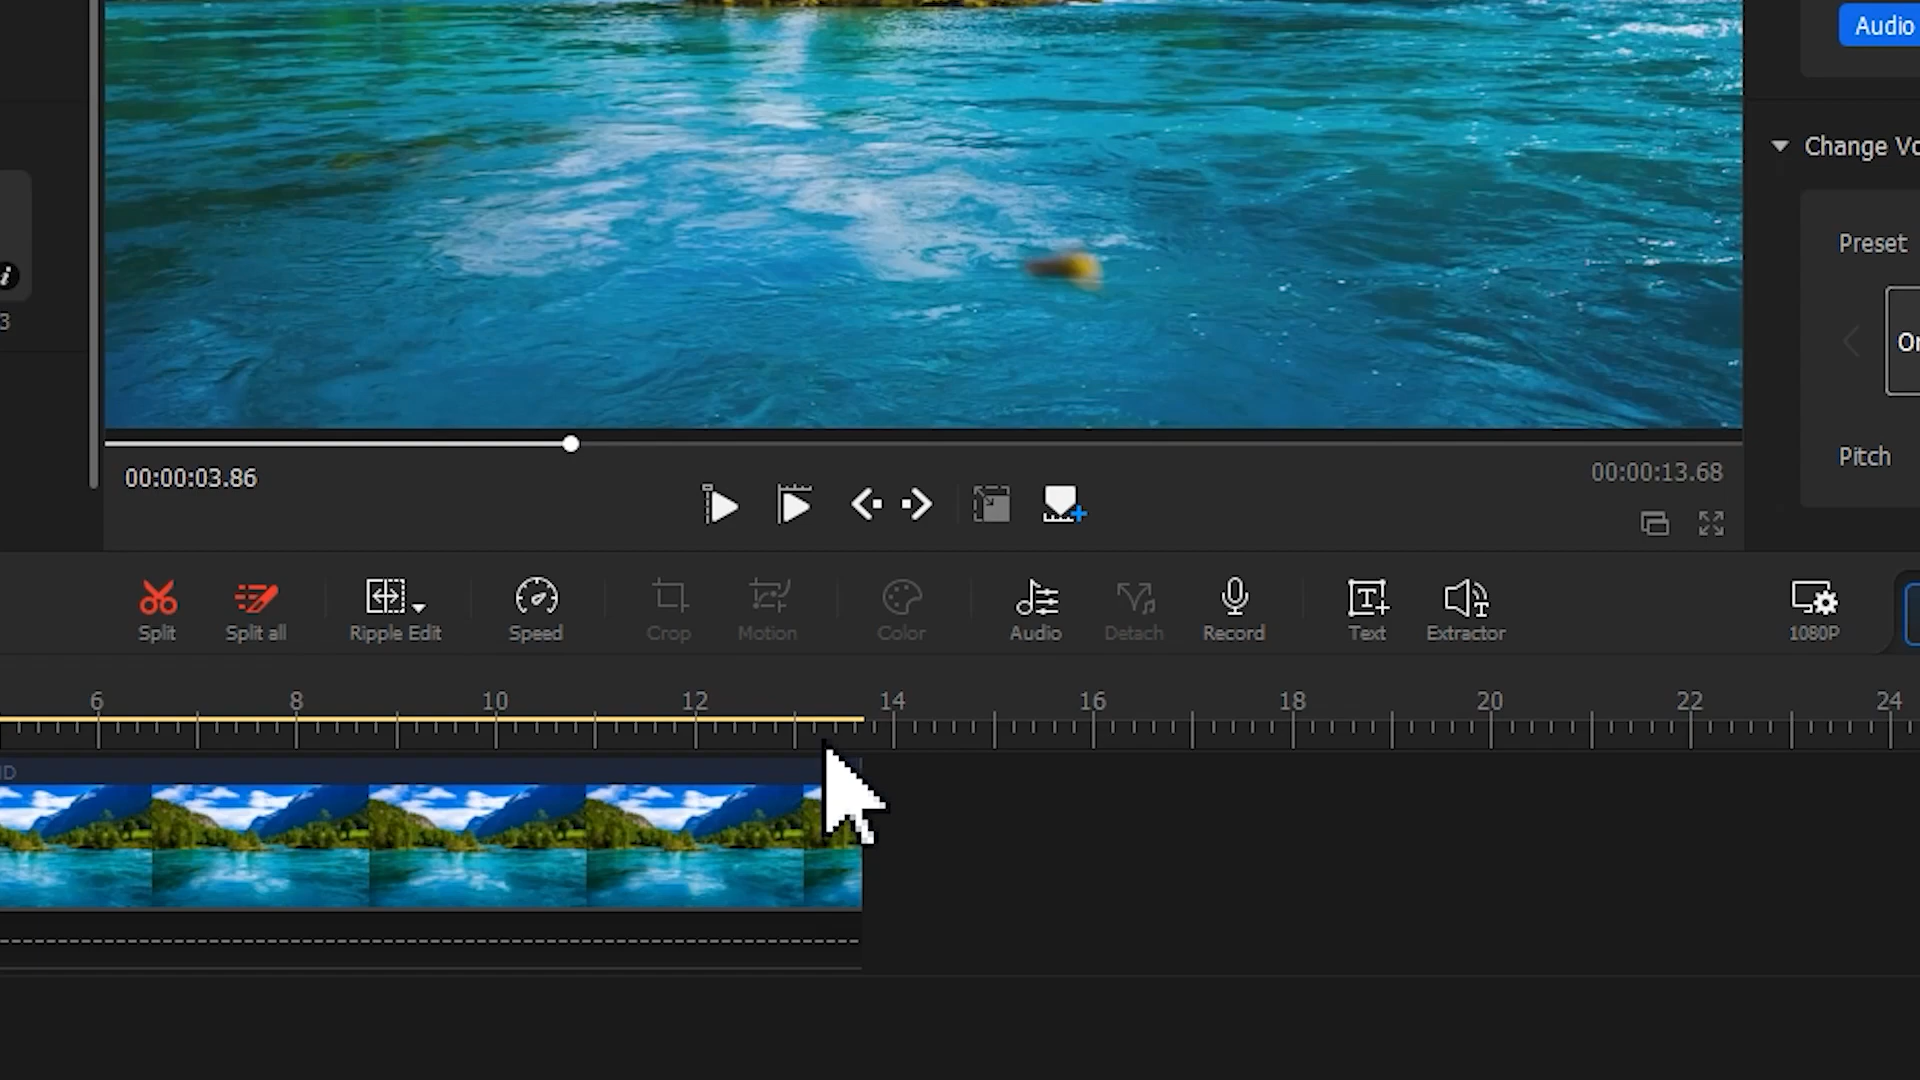 Audio
Change Vo
Preset
Or
Pitch
3
00:00:03.86
00:00:13.68
Split
Split all
Ripple Edit
Speed
Crop
Motion
Color
Audio
Detach
Record
Text
Extractor
1080P
6 8 10 12 14 16 18 20 22 24
ID